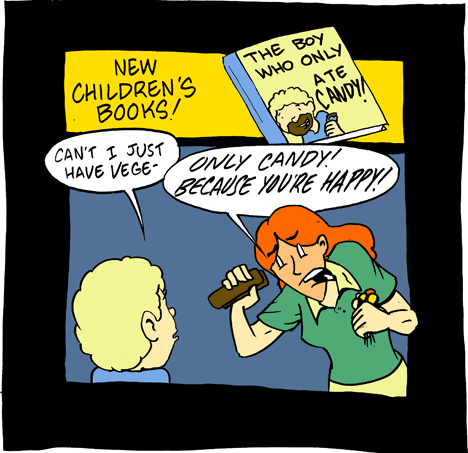 NEW
CHILDREN'S
BOOKS!
THE BOY
WHO ONLY
ATE
CANDY!
CAN'T I JUST
HAVE VEGE-
ONLY CANDY!
BECAUSE YOU'RE HAPPY!